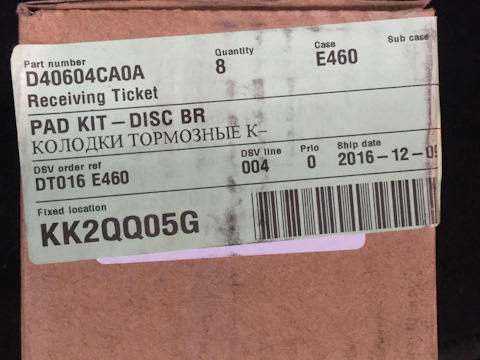 Part number Quantity Case Sub case
D40604CA0A 8 E460
Receiving Ticket
PAD KIT – DISC BR
КОЛОДКИ ТОРМОЗНЫЕ К–
DSV order ref DSV line Prio Ship date
DT016 E460 004 0 2016-12-09
Fixed location
KK2QQ05G